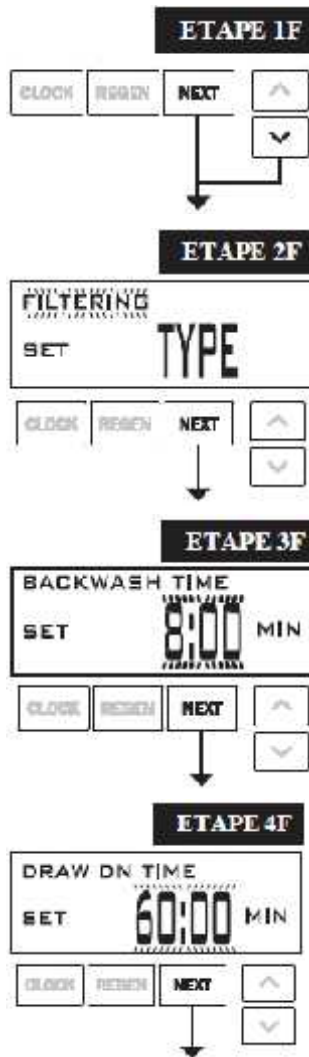 ETAPE 1F
CLOCK REGEN NEXT
ETAPE 2F
FILTERING
SET TYPE
CLOCK REGEN NEXT
ETAPE 3F
BACKWASH TIME
SET 8:00 MIN
CLOCK REGEN NEXT
ETAPE 4F
DRAW DN TIME
SET 60:00 MIN
CLOCK REGEN NEXT